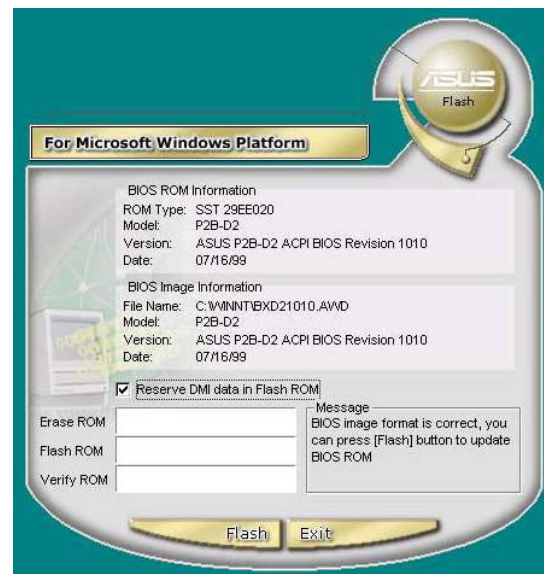 ASUS
Flash
For Microsoft Windows Platform
BIOS ROM Information
ROM Type: SST 29EE020
Model: P2B-D2
Version: ASUS P2B-D2 ACPI BIOS Revision 1010
Date: 07/16/99
BIOS Image Information
File Name: C:\WINNT\BXD21010.AWD
Model: P2B-D2
Version: ASUS P2B-D2 ACPI BIOS Revision 1010
Date: 07/16/99
Reserve DMI data in Flash ROM
Erase ROM
Flash ROM
Verify ROM
Message
BIOS image format is correct, you
can press [Flash] button to update
BIOS ROM
Flash Exit